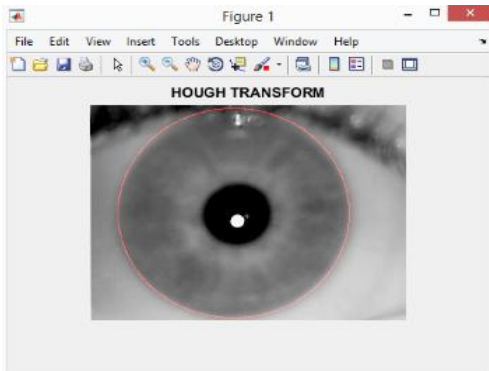 Figure 1
File Edit View Insert Tools Desktop Window Help
HOUGH TRANSFORM